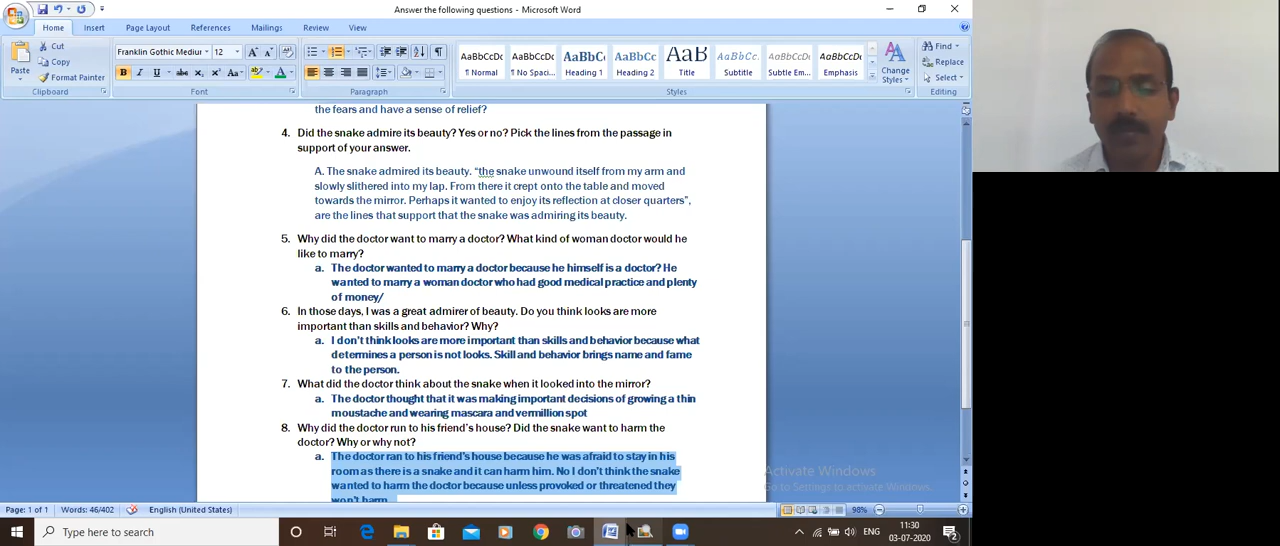 Answer the following questions - Microsoft Word
Home Insert Page Layout References Mailings Review View
Paste Cut Copy Format Painter
Franklin Gothic Mediur 12
AaBbCcDc AaBbCcDc AaBbC AaBbCc AaBb AaBbCc. AaBbCcDt AaBbCcDt
¶ Normal ¶ No Spaci... Heading 1 Heading 2 Title Subtitle Subtle Em... Emphasis
Change Styles
Find Replace Select
Clipboard Font Paragraph Styles Editing
the fears and have a sense of relief?
4. Did the snake admire its beauty? Yes or no? Pick the lines from the passage in
support of your answer.
A. The snake admired its beauty. “the snake unwound itself from my arm and
slowly slithered into my lap. From there it crept onto the table and moved
towards the mirror. Perhaps it wanted to enjoy its reflection at closer quarters”,
are the lines that support that the snake was admiring its beauty.
5. Why did the doctor want to marry a doctor? What kind of woman doctor would he
like to marry?
a. The doctor wanted to marry a doctor because he himself is a doctor? He
wanted to marry a woman doctor who had good medical practice and plenty
of money/
6. In those days, I was a great admirer of beauty. Do you think looks are more
important than skills and behavior? Why?
a. I don’t think looks are more important than skills and behavior because what
determines a person is not looks. Skill and behavior brings name and fame
to the person.
7. What did the doctor think about the snake when it looked into the mirror?
a. The doctor thought that it was making important decisions of growing a thin
moustache and wearing mascara and vermillion spot
8. Why did the doctor run to his friend’s house? Did the snake want to harm the
doctor? Why or why not?
a. The doctor ran to his friend’s house because he was afraid to stay in his
room as there is a snake and it can harm him. No I don’t think the snake
wanted to harm the doctor because unless provoked or threatened they
won’t harm.
Activate Windows
Go to Settings to activate Windows.
Page: 1 of 1 Words: 46/402 English (United States) 98%
Type here to search
ENG 11:30
03-07-2020 2